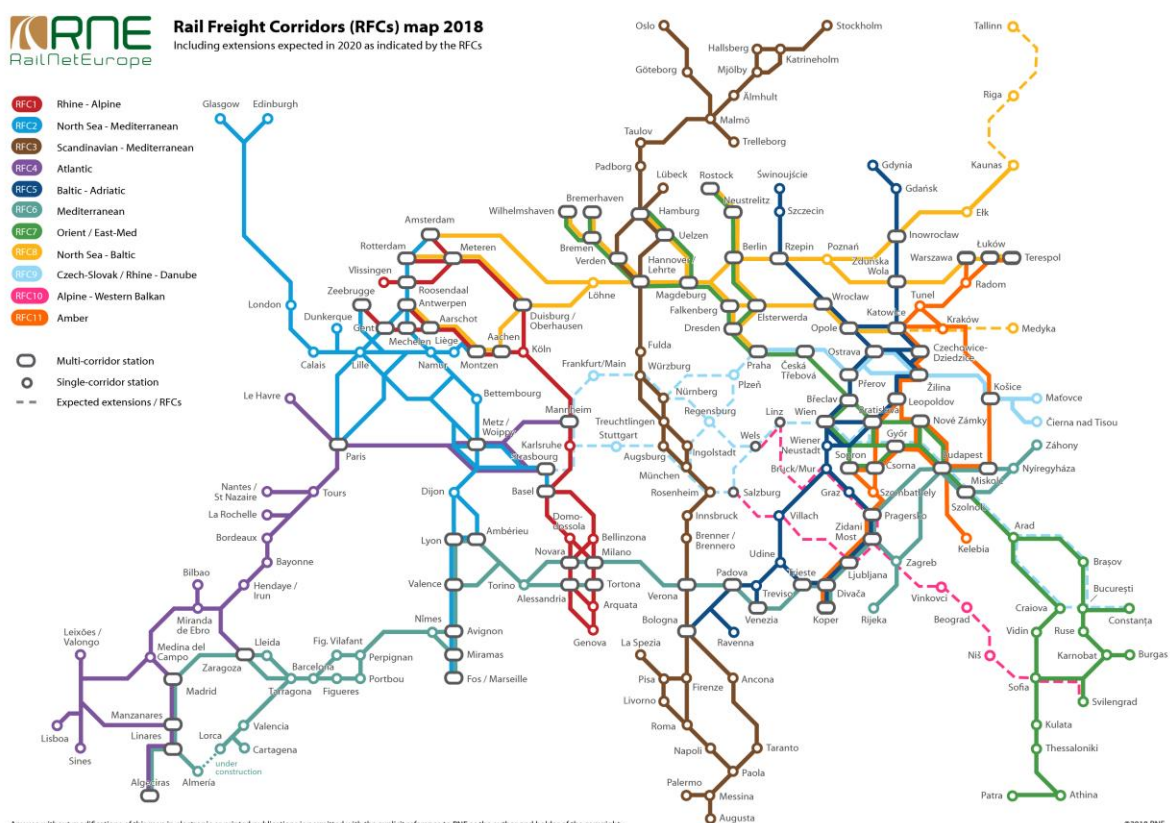 RNE
RailNetEurope
Rail Freight Corridors (RFCs) map 2018
Including extensions expected in 2020 as indicated by the RFCs
RFC1 Rhine - Alpine
RFC2 North Sea - Mediterranean
RFC3 Scandinavian - Mediterranean
RFC4 Atlantic
RFC5 Baltic - Adriatic
RFC6 Mediterranean
RFC7 Orient / East-Med
RFC8 North Sea - Baltic
RFC9 Czech-Slovak / Rhine - Danube
RFC10 Alpine - Western Balkan
RFC11 Amber
Multi-corridor station
Single-corridor station
Expected extensions / RFCs
Oslo
Stockholm
Tallinn
Hallsberg
Katrineholm
Göteborg
Mjölby
Älmhult
Riga
Glasgow
Edinburgh
Malmö
Taulov
Trelleborg
Padborg
Kaunas
Gdynia
Lübeck
Rostock
Świnoujście
Gdańsk
Bremerhaven
Wilhelmshaven
Hamburg
Neustrelitz
Szczecin
Ełk
Amsterdam
Uelzen
Inowrocław
Rotterdam
Meteren
Bremen
Verden
Hannover/
Lehrte
Berlin
Rzepin
Poznań
Zduńska
Wola
Warszawa
Łuków
Terespol
Vlissingen
Roosendaal
Löhne
Magdeburg
Radom
Zeebrugge
Antwerpen
Duisburg /
Oberhausen
Falkenberg
Elsterwerda
Wrocław
Tunel
London
Dunkerque
Gent
Mechelen
Aarschot
Liège
Aachen
Dresden
Opole
Katowice
Kraków
Medyka
Calais
Lille
Namur
Montzen
Köln
Fulda
Praha
Česká
Třebová
Ostrava
Czechowice-
Dziedzice
Frankfurt/Main
Würzburg
Plzeň
Přerov
Žilina
Košice
Maťovce
Le Havre
Bettembourg
Mannheim
Nürnberg
Regensburg
Linz
Břeclav
Leopoldov
Čierna nad Tisou
Paris
Metz /
Woippy
Karlsruhe
Strasbourg
Treuchtlingen
Stuttgart
Augsburg
Ingolstadt
Wels
Wien
Bratislava
Nové Zámky
Wiener
Neustadt
Győr
Záhony
Sopron
Csorna
Budapest
Miskolc
Nyíregyháza
Nantes /
St Nazaire
Tours
Dijon
Basel
München
Rosenheim
Salzburg
Bruck/Mur
Graz
Szombathely
Szolnok
La Rochelle
Domo-
dossola
Bellinzona
Innsbruck
Villach
Pragersko
Zidani
Most
Arad
Bordeaux
Lyon
Ambérieu
Brenner /
Brennero
Kelebia
Bayonne
Novara
Milano
Udine
Trieste
Ljubljana
Zagreb
Brașov
Bilbao
Hendaye /
Irun
Valence
Torino
Alessandria
Tortona
Verona
Padova
Treviso
Divača
Vinkovci
București
Miranda
de Ebro
Arquata
Venezia
Koper
Rijeka
Beograd
Craiova
Constanța
Leixões /
Valongo
Medina del
Campo
Lleida
Fig. Vilafant
Nîmes
Avignon
Genova
Bologna
Ravenna
Vidin
Ruse
Zaragoza
Barcelona
Perpignan
Miramas
La Spezia
Niš
Karnobat
Burgas
Madrid
Tarragona
Figueres
Portbou
Fos / Marseille
Pisa
Firenze
Ancona
Sofia
Svilengrad
Manzanares
Livorno
Lisboa
Linares
Lorca
Valencia
Roma
Kulata
Sines
Cartagena
Napoli
Taranto
Thessaloniki
under
construction
Algeciras
Almería
Paola
Palermo
Messina
Patra
Athina
Augusta
©2018 RNE